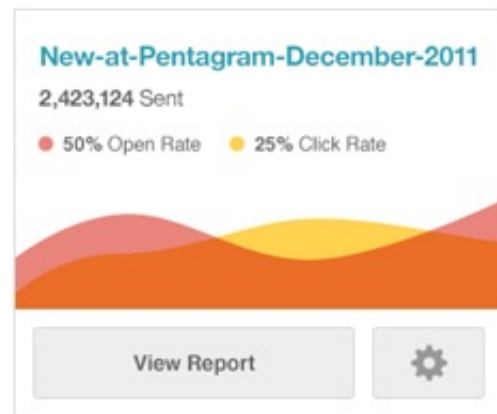 New-at-Pentagram-December-2011
2,423,124 Sent
50% Open Rate 25% Click Rate
View Report